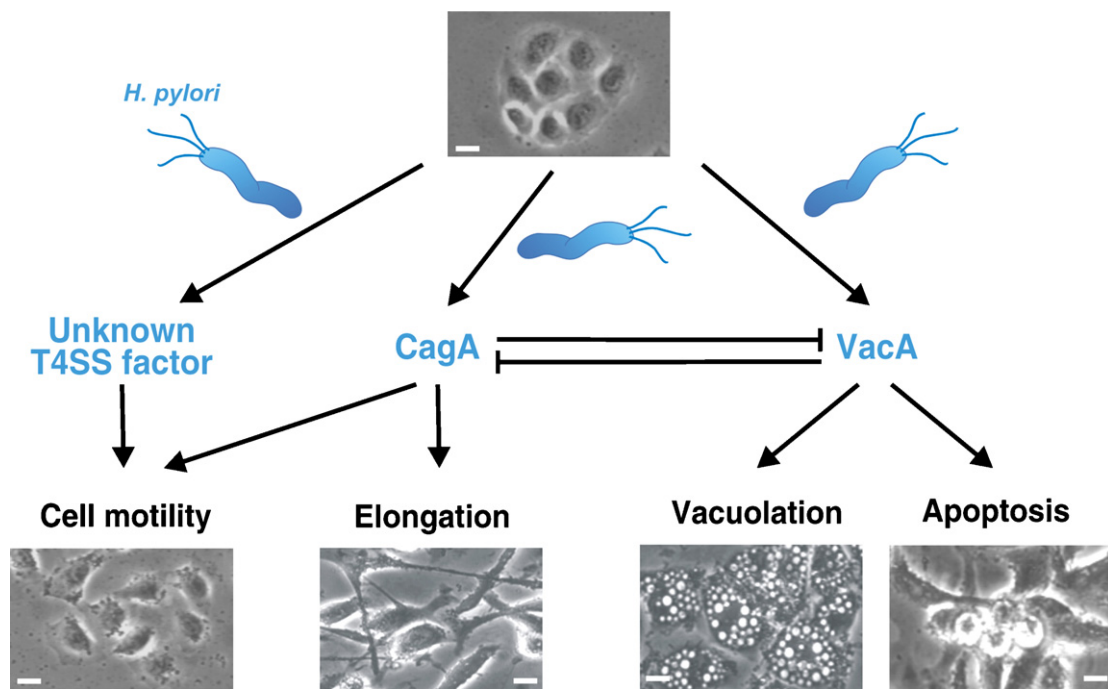 H. pylori
Unknown
T4SS factor
CagA
VacA
Cell motility
Elongation
Vacuolation
Apoptosis